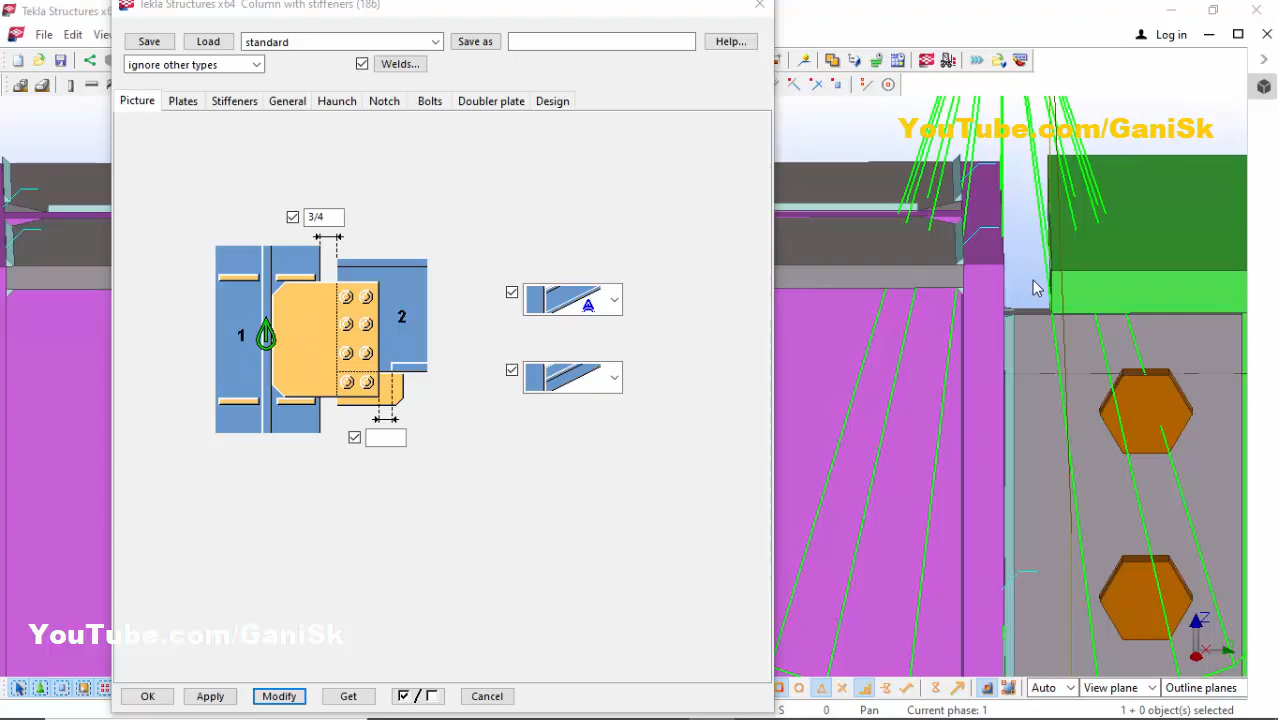 Tekla Structures x64
Tekla Structures x64 Column with stiffeners (186)
File Edit Vie
Log in
Save Load standard Save as Help...
ignore other types Welds...
Picture Plates Stiffeners General Haunch Notch Bolts Doubler plate Design
YouTube.com/GaniSk
3/4
1 2
A
YouTube.com/GaniSk
Z
OK Apply Modify Get / Cancel
Auto View plane Outline planes
S 0 Pan Current phase: 1 1 + 0 object(s) selected